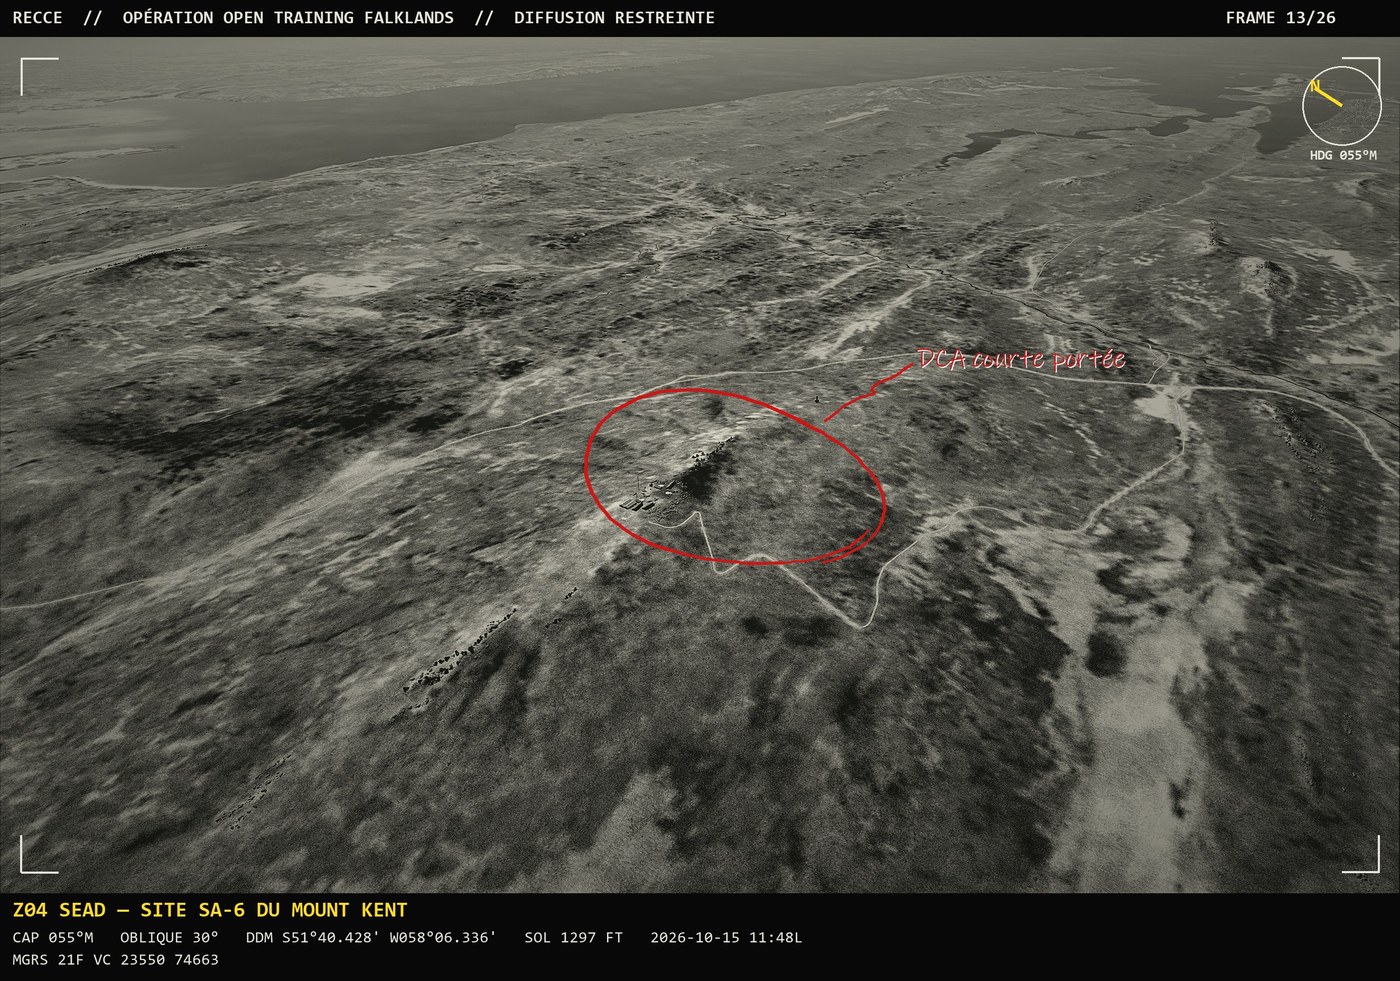 RECCE // OPÉRATION OPEN TRAINING FALKLANDS // DIFFUSION RESTREINTE FRAME 13/26
N
HDG 055°M
DCA courte portée
Z04 SEAD — SITE SA-6 DU MOUNT KENT
CAP 055°M OBLIQUE 30° DDM S51°40.428' W058°06.336' SOL 1297 FT 2026-10-15 11:48L
MGRS 21F VC 23550 74663